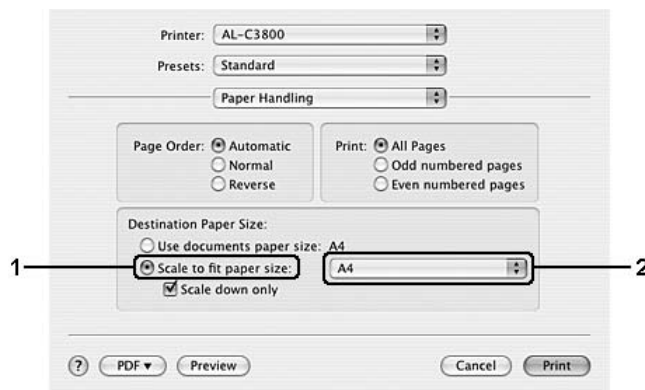 Printer: AL-C3800
Presets: Standard
Paper Handling
Page Order: Automatic
Normal
Reverse
Print: All Pages
Odd numbered pages
Even numbered pages
Destination Paper Size:
Use documents paper size: A4
1 Scale to fit paper size: A4 2
Scale down only
? PDF Preview Cancel Print